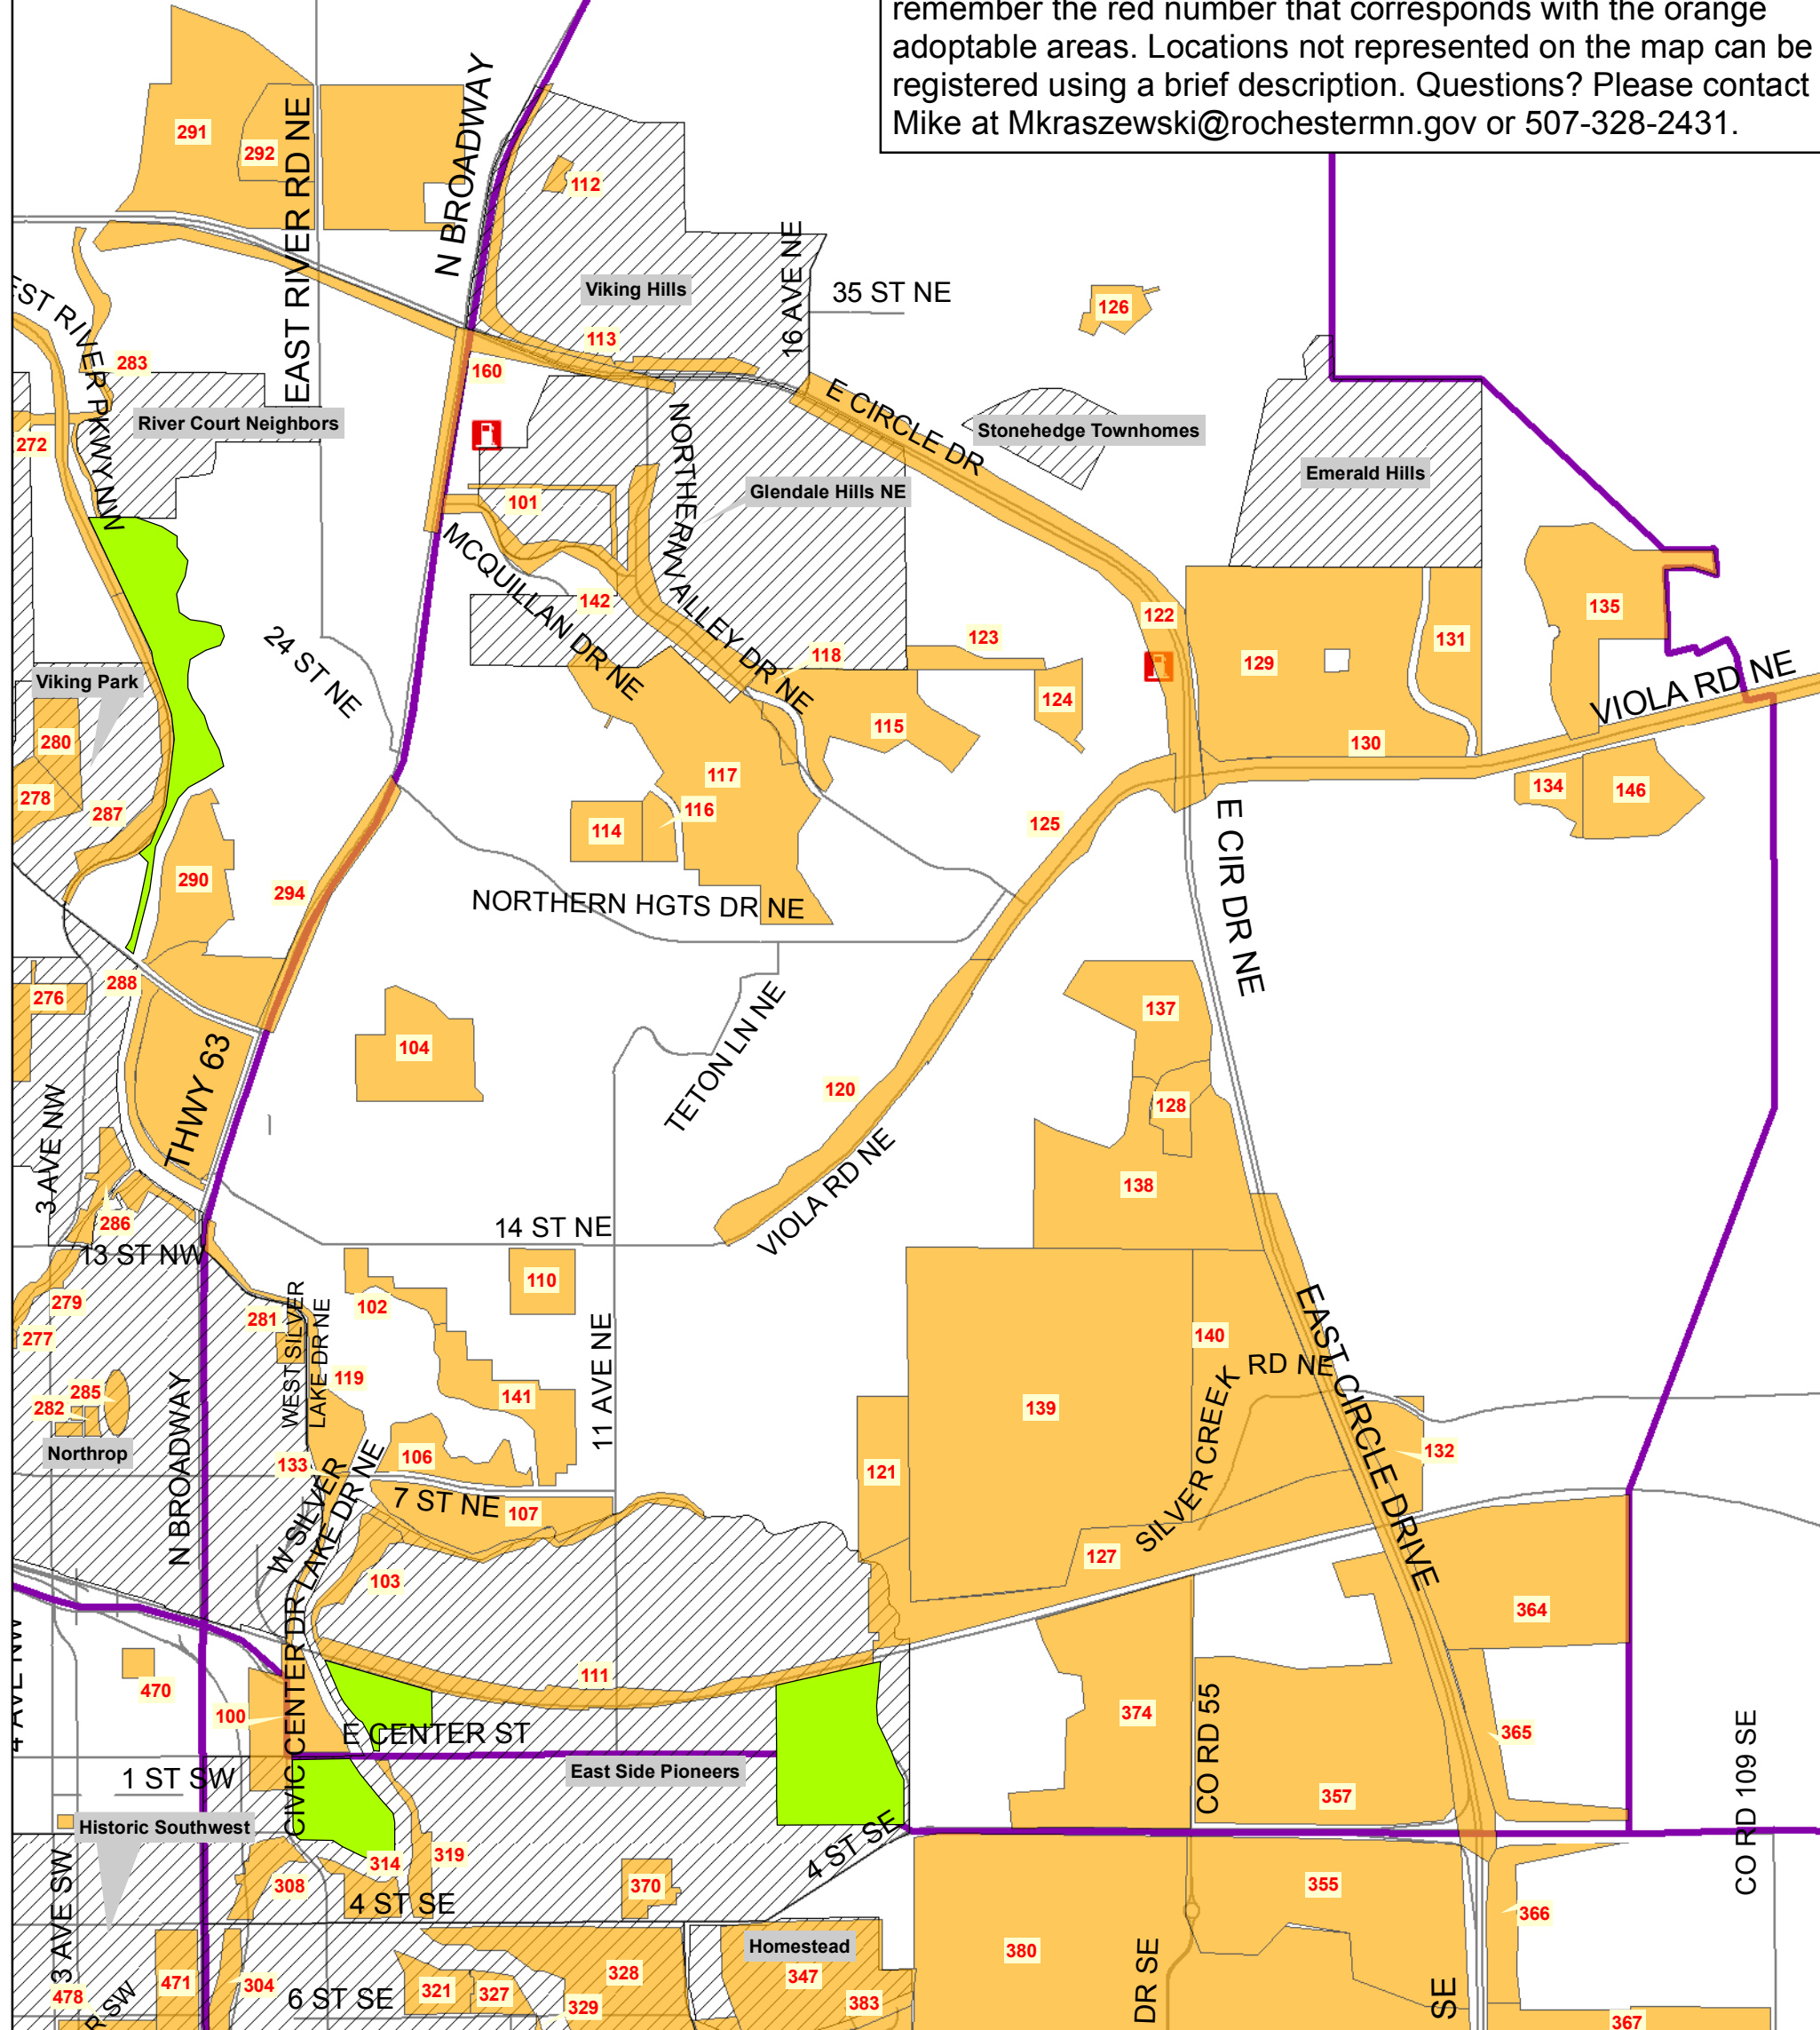 remember the red number that corresponds with the orange
adoptable areas. Locations not represented on the map can be
registered using a brief description. Questions? Please contact
Mike at Mkraszewski@rochestermn.gov or 507-328-2431.
291
292
EAST RIVER RD NE
N BROADWAY
112
Viking Hills
16 AVE NE
35 ST NE
126
113
160
283
EST RIVER PKWY NW
River Court Neighbors
272
E CIRCLE DR
Stonehedge Townhomes
Emerald Hills
NORTHERN VALLEY DR NE
Glendale Hills NE
101
MCQUILLAN DR NE
142
122
135
24 ST NE
118
123
129
131
Viking Park
124
VIOLA RD NE
115
280
130
117
278
134
146
287
116
114
125
E CIR DR NE
290
294
NORTHERN HGTS DR NE
288
276
137
THWY 63
104
TETON LN NE
120
128
3 AVE NW
VIOLA RD NE
138
286
14 ST NE
13 ST NW
110
279
102
281
277
WEST SILVER
LAKE DR NE
11 AVE NE
140
EAST CIRCLE DRIVE
SILVER CREEK
RD NE
119
285
141
282
139
Northrop
N BROADWAY
106
132
133
121
W SILVER
LAKE DR NE
7 ST NE
107
127
103
364
111
470
100
CIVIC CENTER DR
E CENTER ST
374
CO RD 55
365
4 AVE NW
1 ST SW
East Side Pioneers
357
CO RD 109 SE
Historic Southwest
319
314
4 ST SE
308
370
355
3 AVE SW
4 ST SE
366
Homestead
380
DR SE
SE
471
304
321
327
328
347
478
R SW
6 ST SE
329
383
367